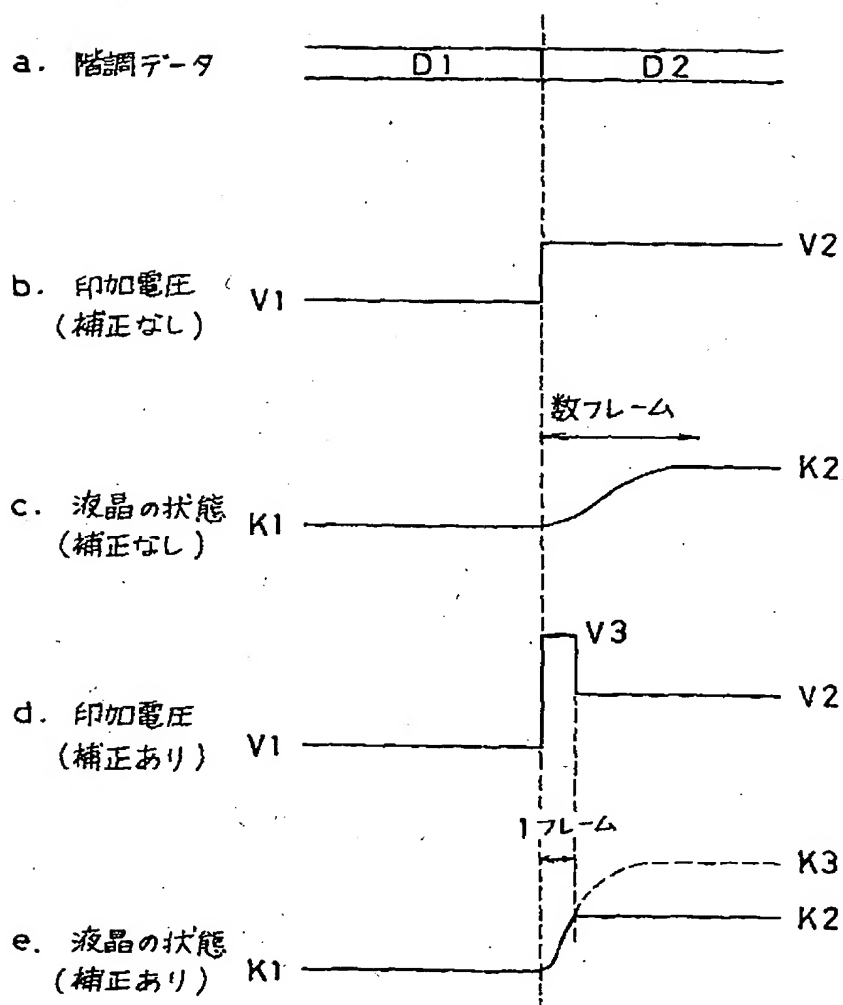 a. 階調データ D1 D2
b. 印加電圧
(補正なし) V1 V2
数フレーム
c. 液晶の状態
(補正なし) K1 K2
V3
d. 印加電圧
(補正あり) V1 V2
1フレーム
K3
K2
e. 液晶の状態
(補正あり) K1